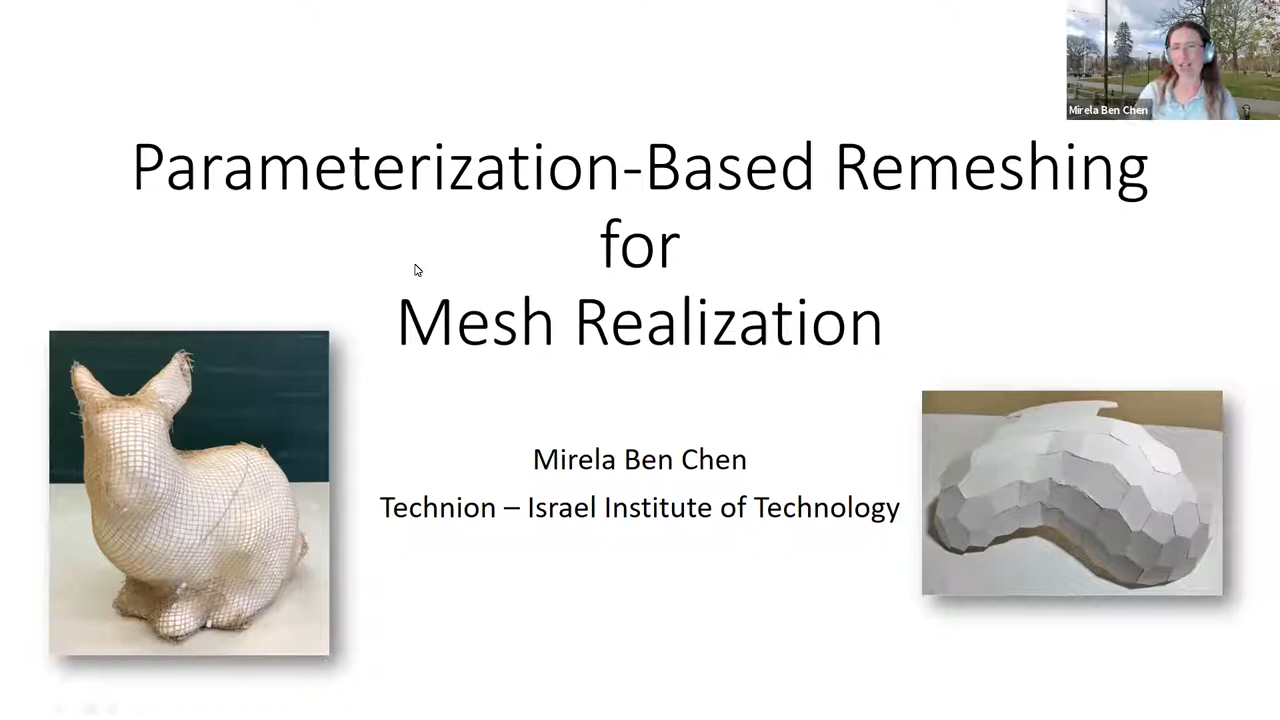 Mirela Ben Chen
Parameterization-Based Remeshing
for
Mesh Realization
Mirela Ben Chen
Technion – Israel Institute of Technology